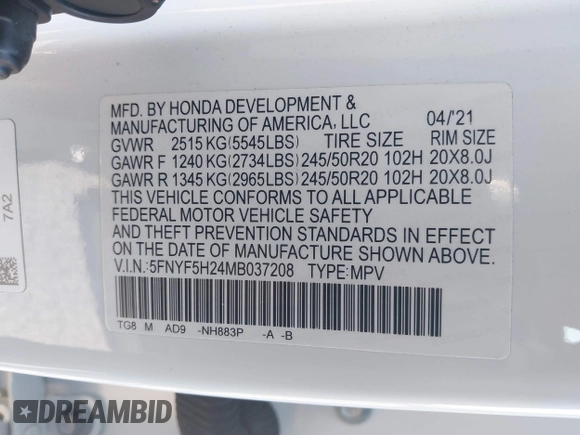 MFD. BY HONDA DEVELOPMENT &
MANUFACTURING OF AMERICA, LLC 04/'21
GVWR 2515 KG(5545LBS) TIRE SIZE RIM SIZE
GAWR F 1240 KG(2734LBS) 245/50R20 102H 20X8.0J
GAWR R 1345 KG(2965LBS) 245/50R20 102H 20X8.0J
THIS VEHICLE CONFORMS TO ALL APPLICABLE
FEDERAL MOTOR VEHICLE SAFETY
AND THEFT PREVENTION STANDARDS IN EFFECT
ON THE DATE OF MANUFACTURE SHOWN ABOVE.
V.I.N.:5FNYF5H24MB037208 TYPE:MPV
TG8 M AD9 -NH883P -A -B
7A2
DREAMBID